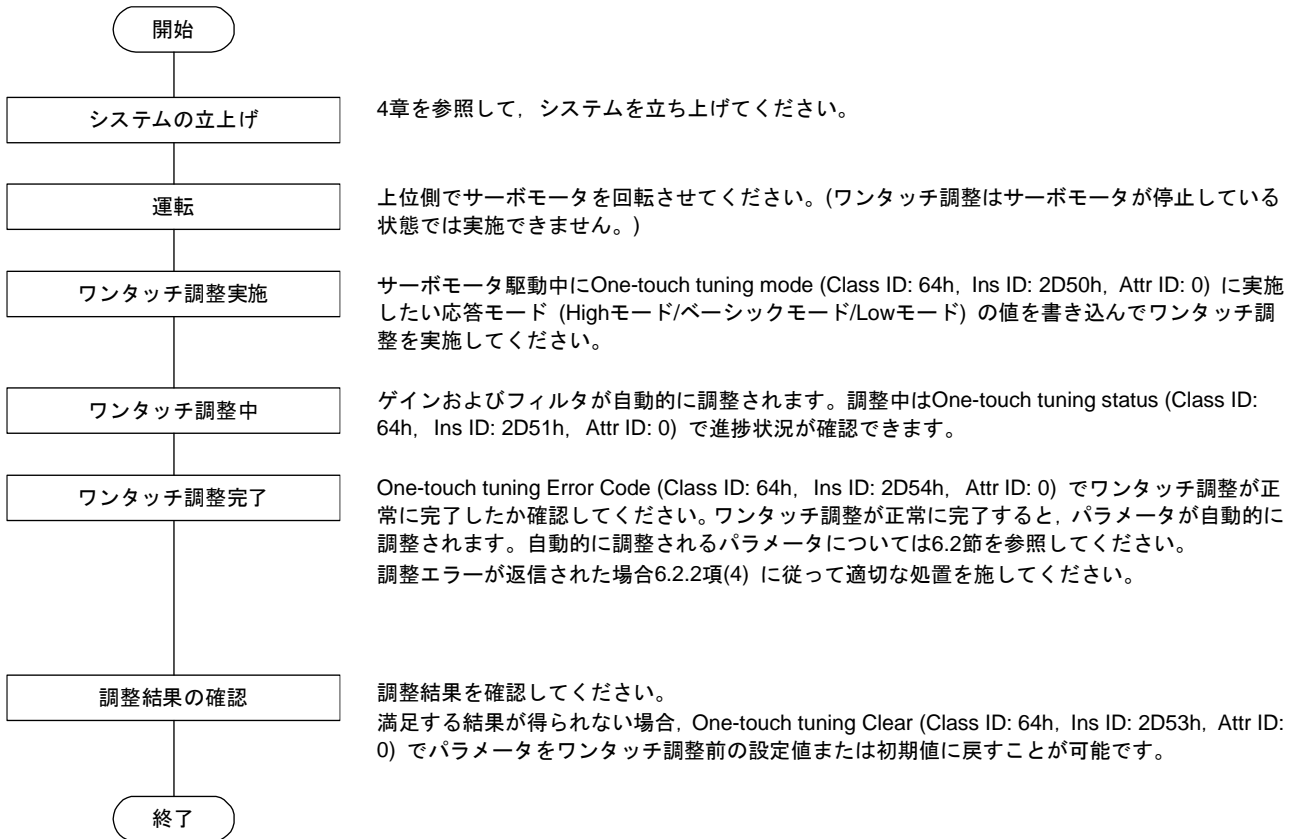 開始
システムの立上げ
4章を参照して，システムを立ち上げてください。
運転
上位側でサーボモータを回転させてください。(ワンタッチ調整はサーボモータが停止している
状態では実施できません。)
ワンタッチ調整実施
サーボモータ駆動中にOne-touch tuning mode (Class ID: 64h，Ins ID: 2D50h，Attr ID: 0) に実施
したい応答モード (Highモード/ベーシックモード/Lowモード) の値を書き込んでワンタッチ調
整を実施してください。
ワンタッチ調整中
ゲインおよびフィルタが自動的に調整されます。調整中はOne-touch tuning status (Class ID:
64h，Ins ID: 2D51h，Attr ID: 0) で進捗状況が確認できます。
ワンタッチ調整完了
One-touch tuning Error Code (Class ID: 64h，Ins ID: 2D54h，Attr ID: 0) でワンタッチ調整が正
常に完了したか確認してください。ワンタッチ調整が正常に完了すると，パラメータが自動的に
調整されます。自動的に調整されるパラメータについては6.2節を参照してください。
調整エラーが返信された場合6.2.2項(4) に従って適切な処置を施してください。
調整結果の確認
調整結果を確認してください。
満足する結果が得られない場合，One-touch tuning Clear (Class ID: 64h，Ins ID: 2D53h，Attr ID:
0) でパラメータをワンタッチ調整前の設定値または初期値に戻すことが可能です。
終了